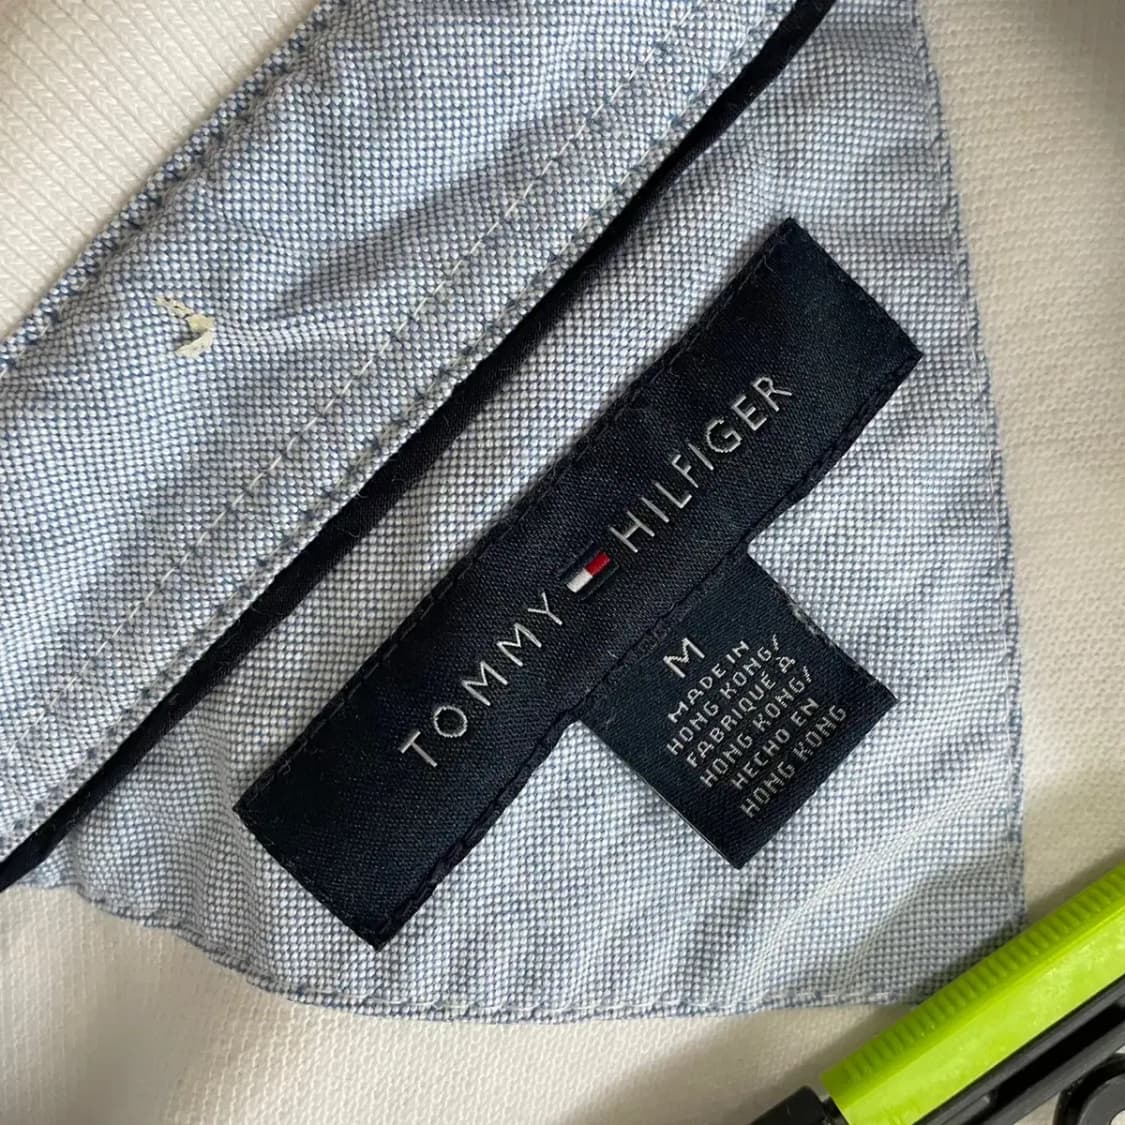 TOMMY HILFIGER
M
MADE IN
HONG KONG/
FABRIQUÉ À
HONG KONG/
HECHO EN
HONG KONG